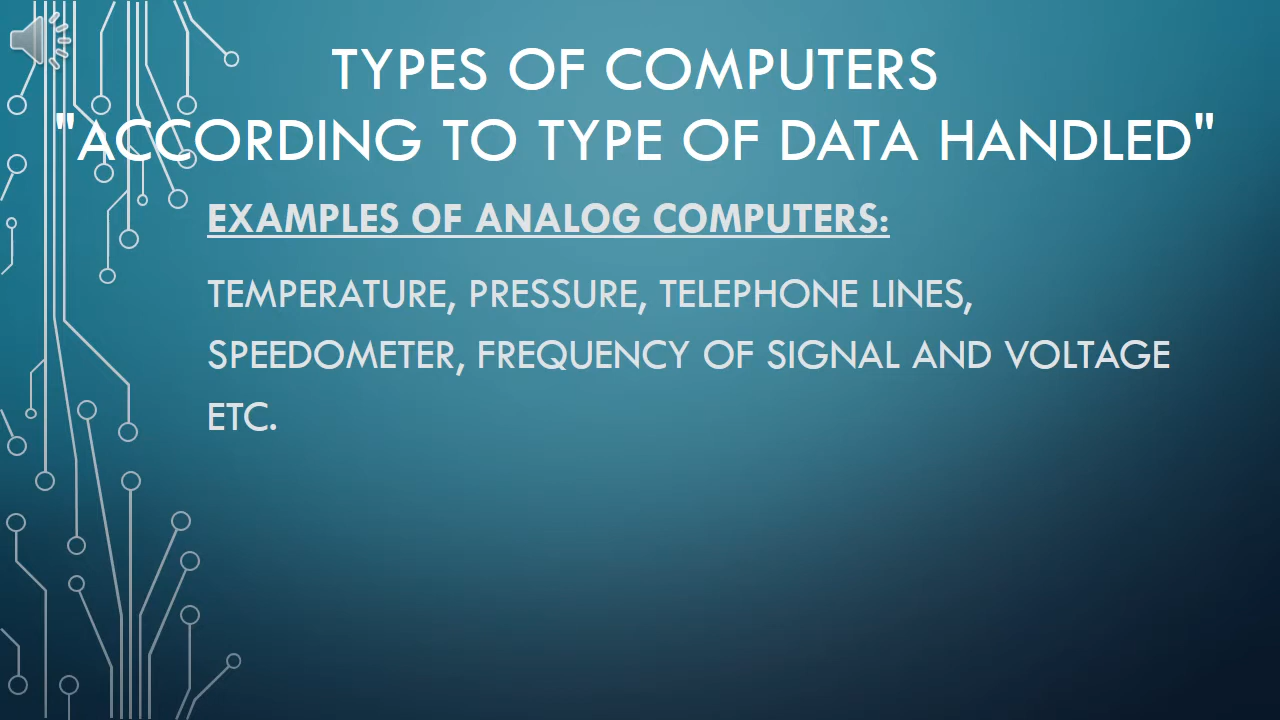 TYPES OF COMPUTERS
"ACCORDING TO TYPE OF DATA HANDLED"
EXAMPLES OF ANALOG COMPUTERS:
TEMPERATURE, PRESSURE, TELEPHONE LINES,
SPEEDOMETER, FREQUENCY OF SIGNAL AND VOLTAGE
ETC.